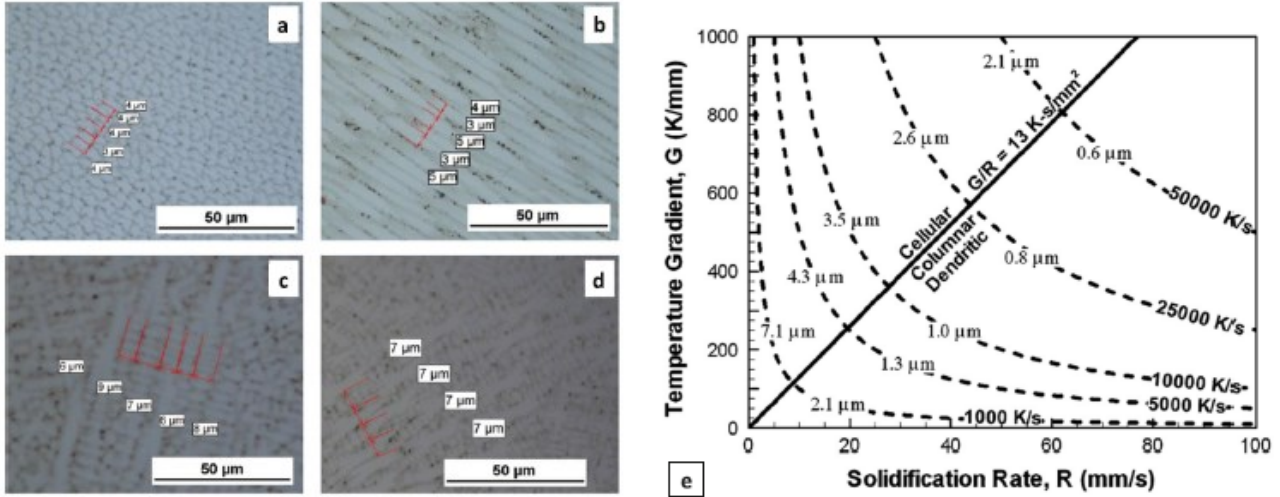 a
4 µm
4 µm
4 µm
3 µm
4 µm
50 µm
b
4 µm
3 µm
5 µm
3 µm
5 µm
50 µm
c
6 µm
9 µm
7 µm
6 µm
8 µm
50 µm
d
7 µm
7 µm
7 µm
7 µm
50 µm
e
Temperature Gradient, G (K/mm)
1000
800
600
400
200
0
0
20
40
60
80
100
Solidification Rate, R (mm/s)
2.1 µm
2.6 µm
3.5 µm
4.3 µm
7.1 µm
G/R = 13 K-s/mm²
Cellular
Columnar
Dendritic
0.6 µm
50000 K/s
0.8 µm
25000 K/s
1.0 µm
10000 K/s
1.3 µm
5000 K/s
2.1 µm
1000 K/s